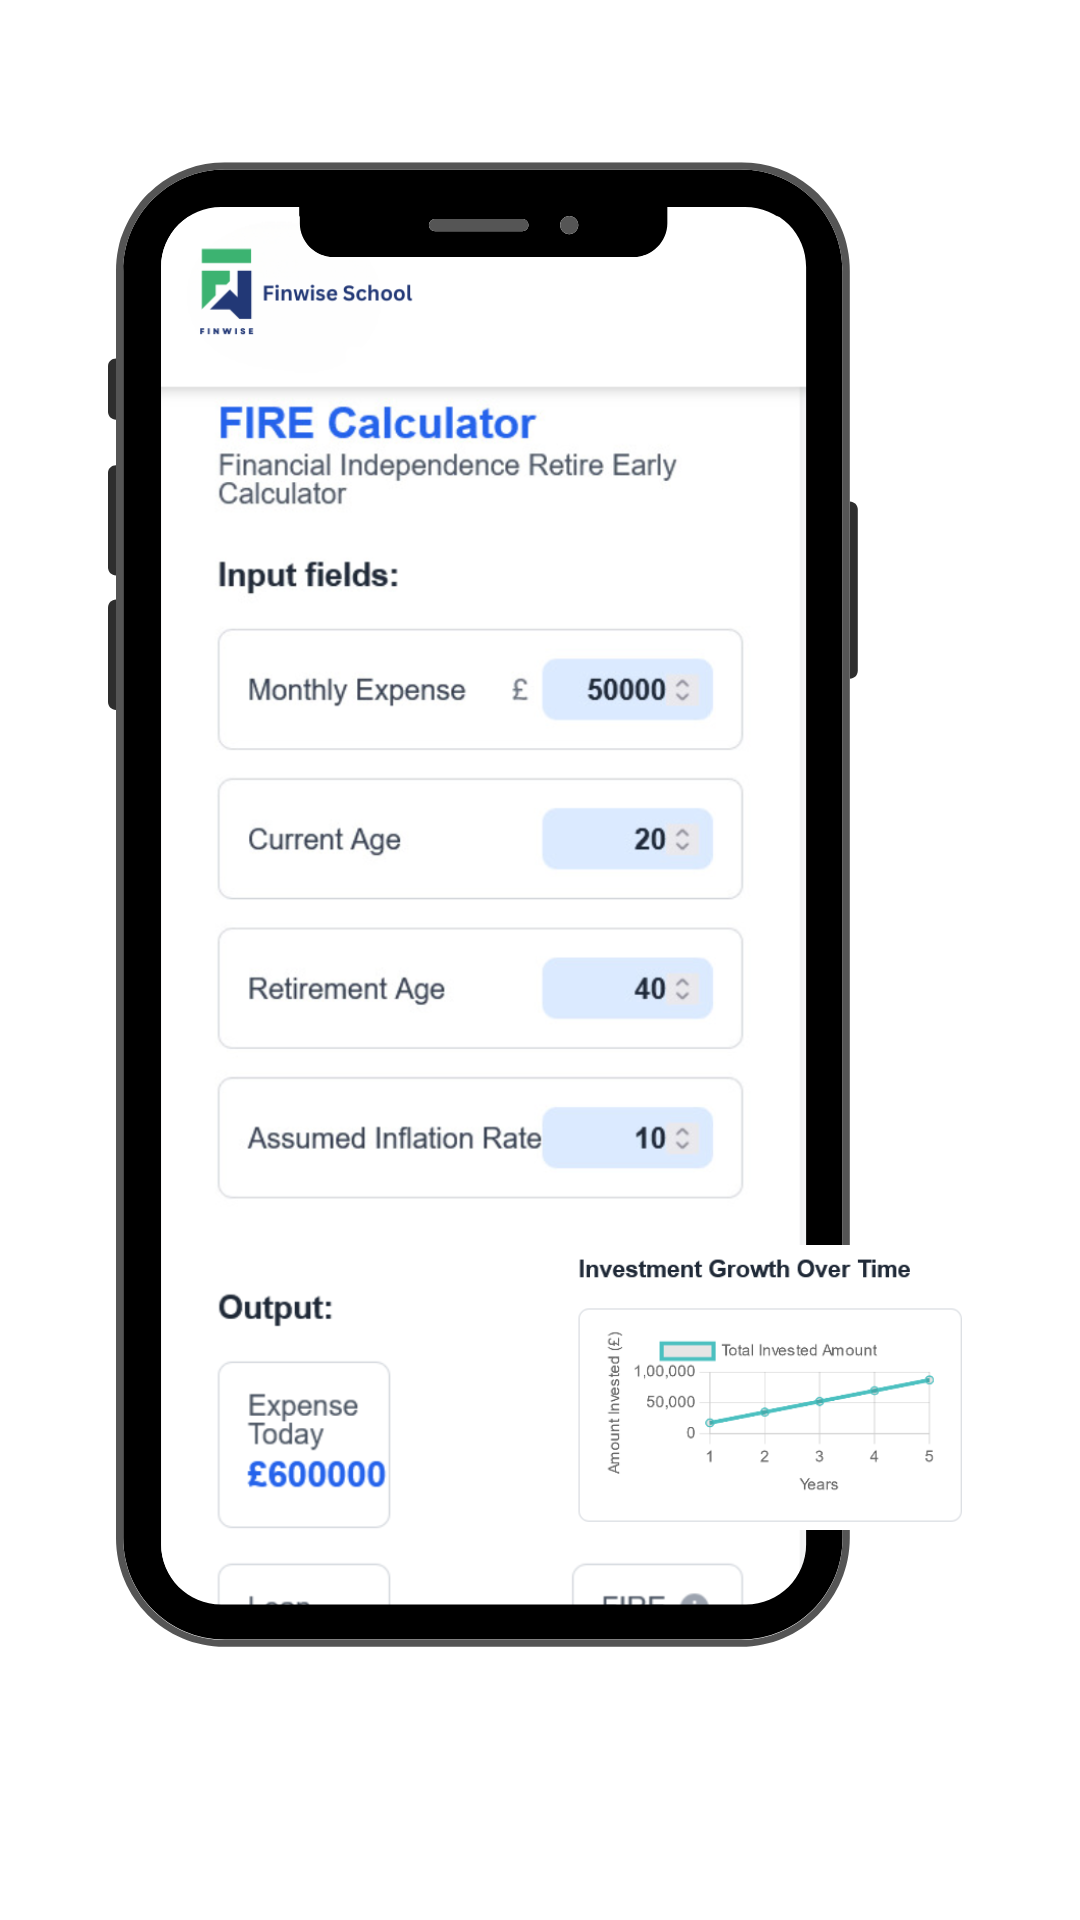 FINWISE
Finwise School
FIRE Calculator
Financial Independence Retire Early
Calculator
Input fields:
Monthly Expense £ 50000
Current Age 20
Retirement Age 40
Assumed Inflation Rate 10
Output:
Expense
Today
£600000
Investment Growth Over Time
Amount Invested (£)
Total Invested Amount
1,00,000
50,000
0
1 2 3 4 5
Years
Lean
FIRE